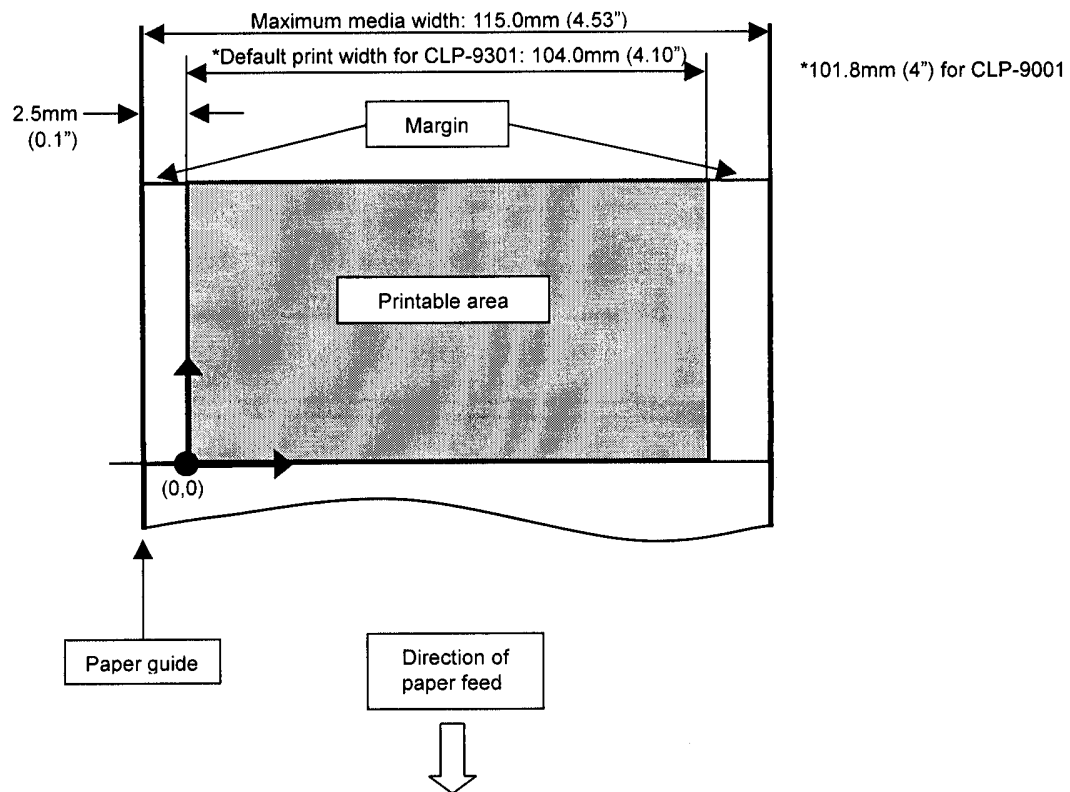 Maximum media width: 115.0mm (4.53”)
*Default print width for CLP-9301: 104.0mm (4.10”)
*101.8mm (4”) for CLP-9001
2.5mm
(0.1”)
Margin
Printable area
(0,0)
Paper guide
Direction of
paper feed